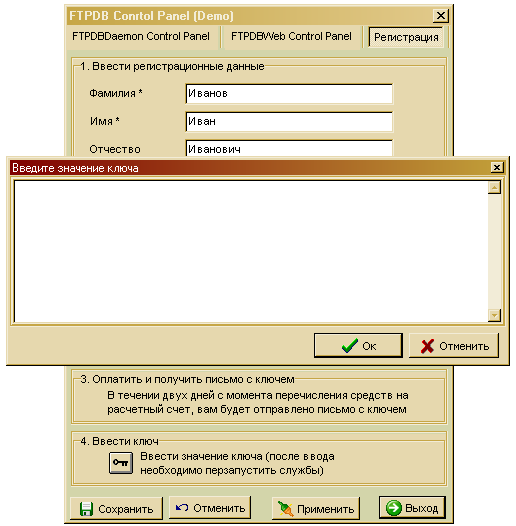 FTPDB Conrtol Panel (Demo)
FTPDBDaemon Control Panel
FTPDBWeb Control Panel
Регистрация
1. Ввести регистрационные данные
Фамилия *
Иванов
Имя *
Иван
Отчество
Иванович
Введите значение ключа
Ок
Отменить
3. Оплатить и получить письмо с ключем
В течении двух дней с момента перечисления средств на
расчетный счет, вам будет отправлено письмо с ключем
4. Ввести ключ
Ввести значение ключа (после ввода
необходимо перзапустить службы)
Сохранить
Отменить
Применить
Выход